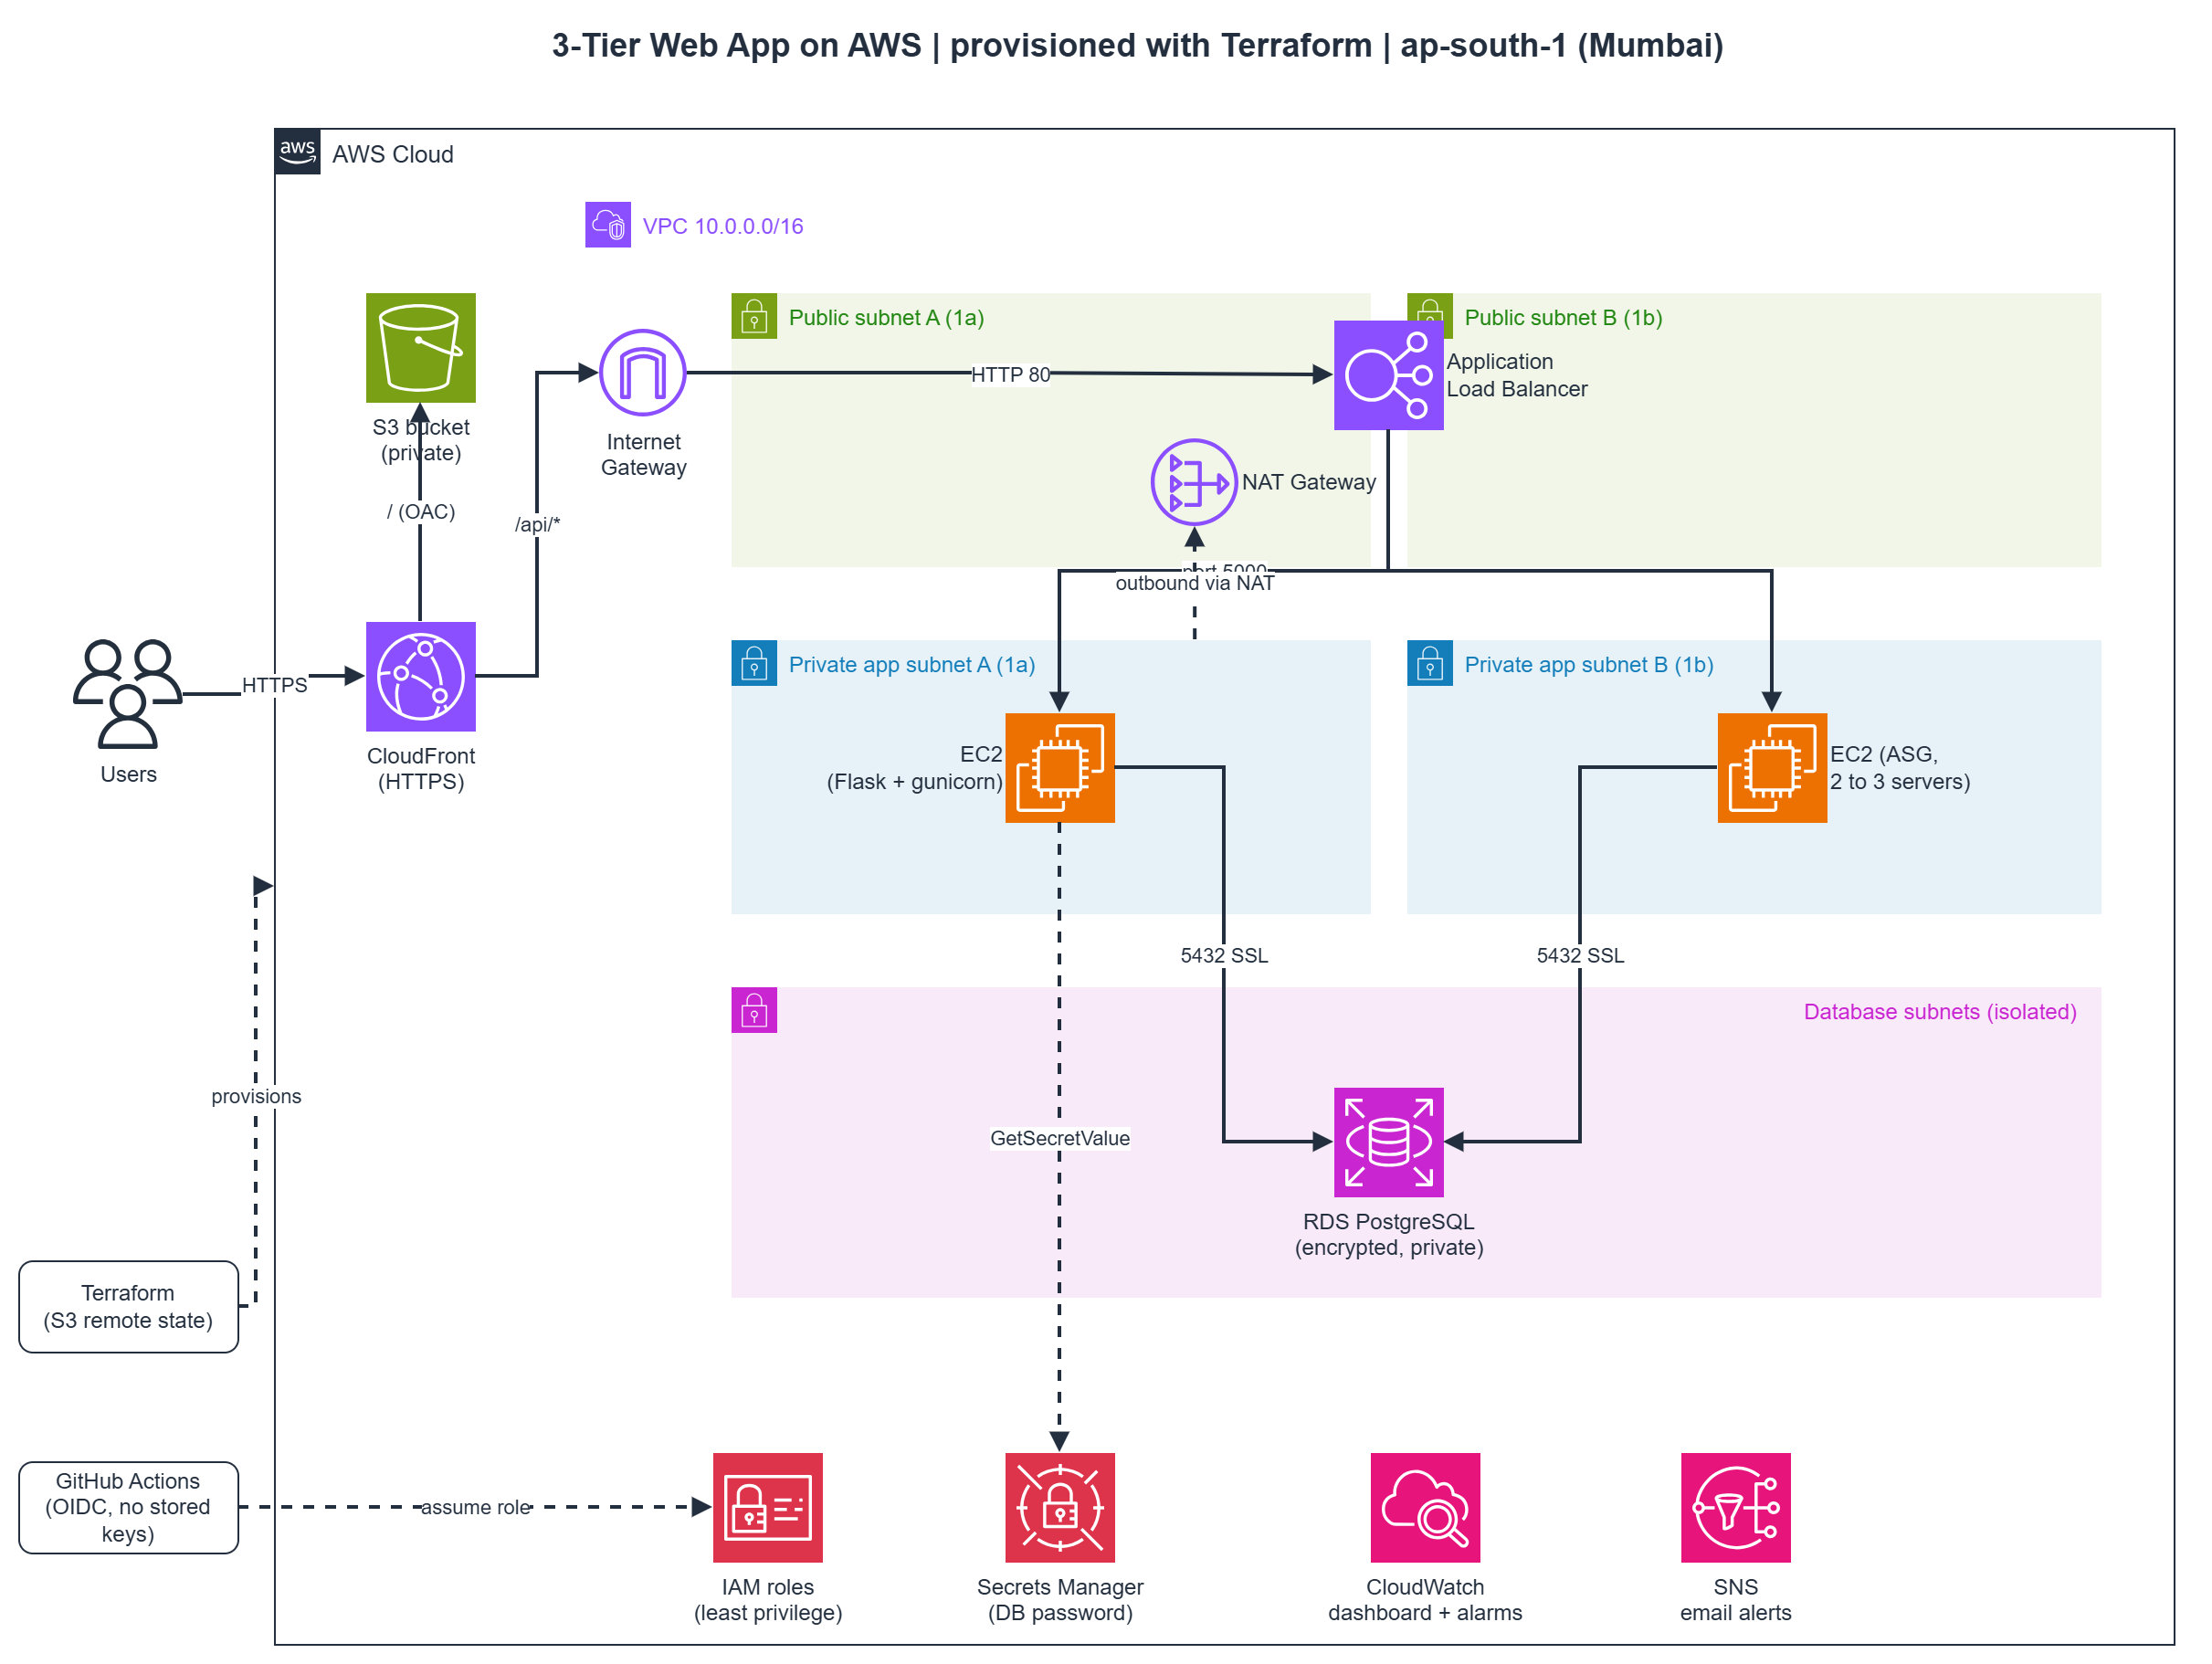 3-Tier Web App on AWS | provisioned with Terraform | ap-south-1 (Mumbai)
aws
AWS Cloud
VPC 10.0.0.0/16
Public subnet A (1a)
Public subnet B (1b)
Application
Load Balancer
HTTP 80
S3 bucket
(private)
Internet
Gateway
NAT Gateway
/ (OAC)
/api/*
port 5000
outbound via NAT
Private app subnet A (1a)
Private app subnet B (1b)
HTTPS
Users
CloudFront
(HTTPS)
EC2
(Flask + gunicorn)
EC2 (ASG,
2 to 3 servers)
5432 SSL
5432 SSL
Database subnets (isolated)
provisions
GetSecretValue
RDS PostgreSQL
(encrypted, private)
Terraform
(S3 remote state)
GitHub Actions
(OIDC, no stored
keys)
assume role
IAM roles
(least privilege)
Secrets Manager
(DB password)
CloudWatch
dashboard + alarms
SNS
email alerts